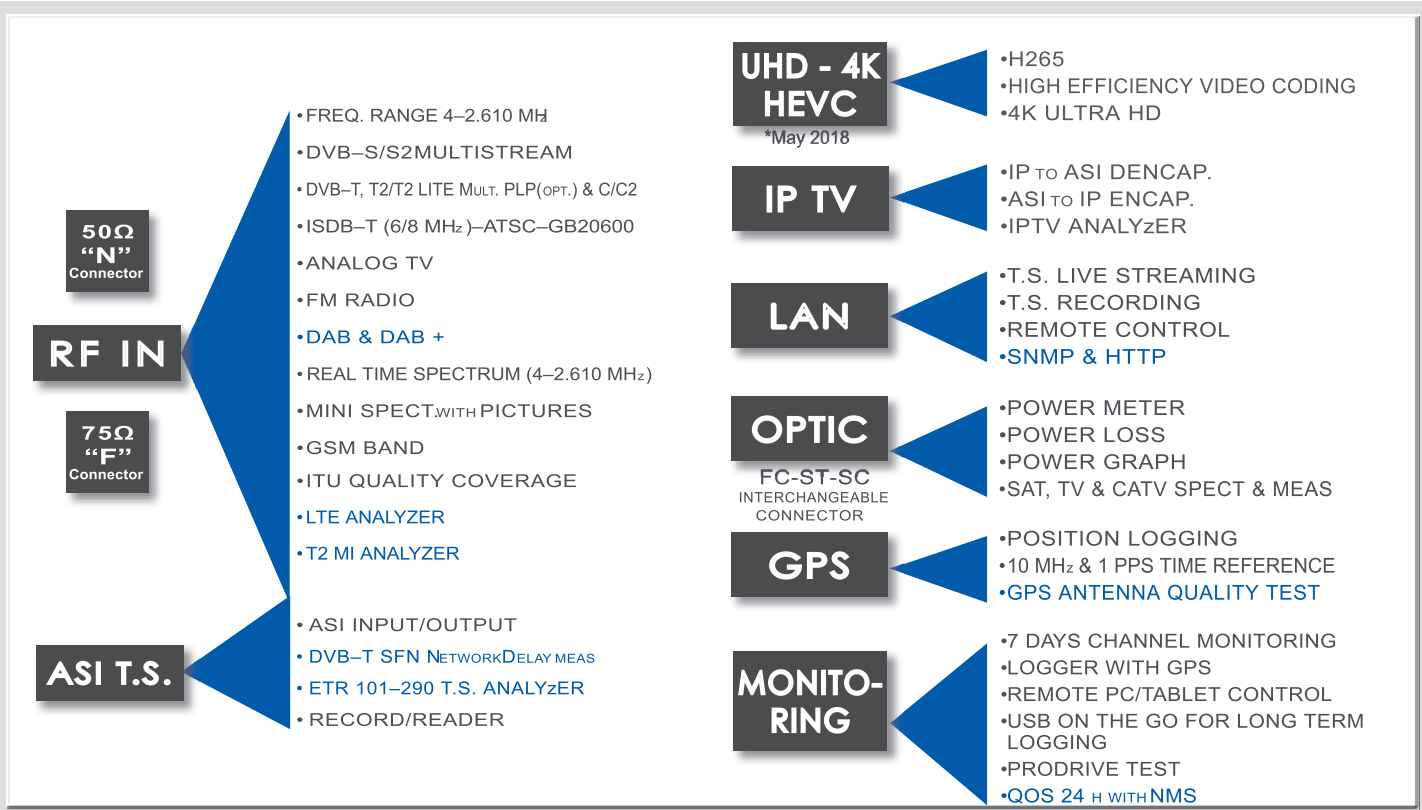 50Ω
“N”
Connector
RF IN
75Ω
“F”
Connector
•FREQ. RANGE 4–2.610 MHz
•DVB–S/S2MULTISTREAM
•DVB–T, T2/T2 LITE MULT. PLP(OPT.) & C/C2
•ISDB–T (6/8 MHz )–ATSC–GB20600
•ANALOG TV
•FM RADIO
•DAB & DAB +
•REAL TIME SPECTRUM (4–2.610 MHz)
•MINI SPECT.WITH PICTURES
•GSM BAND
•ITU QUALITY COVERAGE
•LTE ANALYZER
•T2 MI ANALYZER
ASI T.S.
• ASI INPUT/OUTPUT
• DVB–T SFN NETWORKDELAY MEAS
• ETR 101–290 T.S. ANALYzER
• RECORD/READER
UHD - 4K
HEVC
*May 2018
•H265
•HIGH EFFICIENCY VIDEO CODING
•4K ULTRA HD
IP TV
•IP TO ASI DENCAP.
•ASI TO IP ENCAP.
•IPTV ANALYzER
LAN
•T.S. LIVE STREAMING
•T.S. RECORDING
•REMOTE CONTROL
•SNMP & HTTP
OPTIC
FC-ST-SC
INTERCHANGEABLE
CONNECTOR
•POWER METER
•POWER LOSS
•POWER GRAPH
•SAT, TV & CATV SPECT & MEAS
GPS
•POSITION LOGGING
•10 MHz & 1 PPS TIME REFERENCE
•GPS ANTENNA QUALITY TEST
MONITO-
RING
•7 DAYS CHANNEL MONITORING
•LOGGER WITH GPS
•REMOTE PC/TABLET CONTROL
•USB ON THE GO FOR LONG TERM
LOGGING
•PRODRIVE TEST
•QOS 24 H WITH NMS